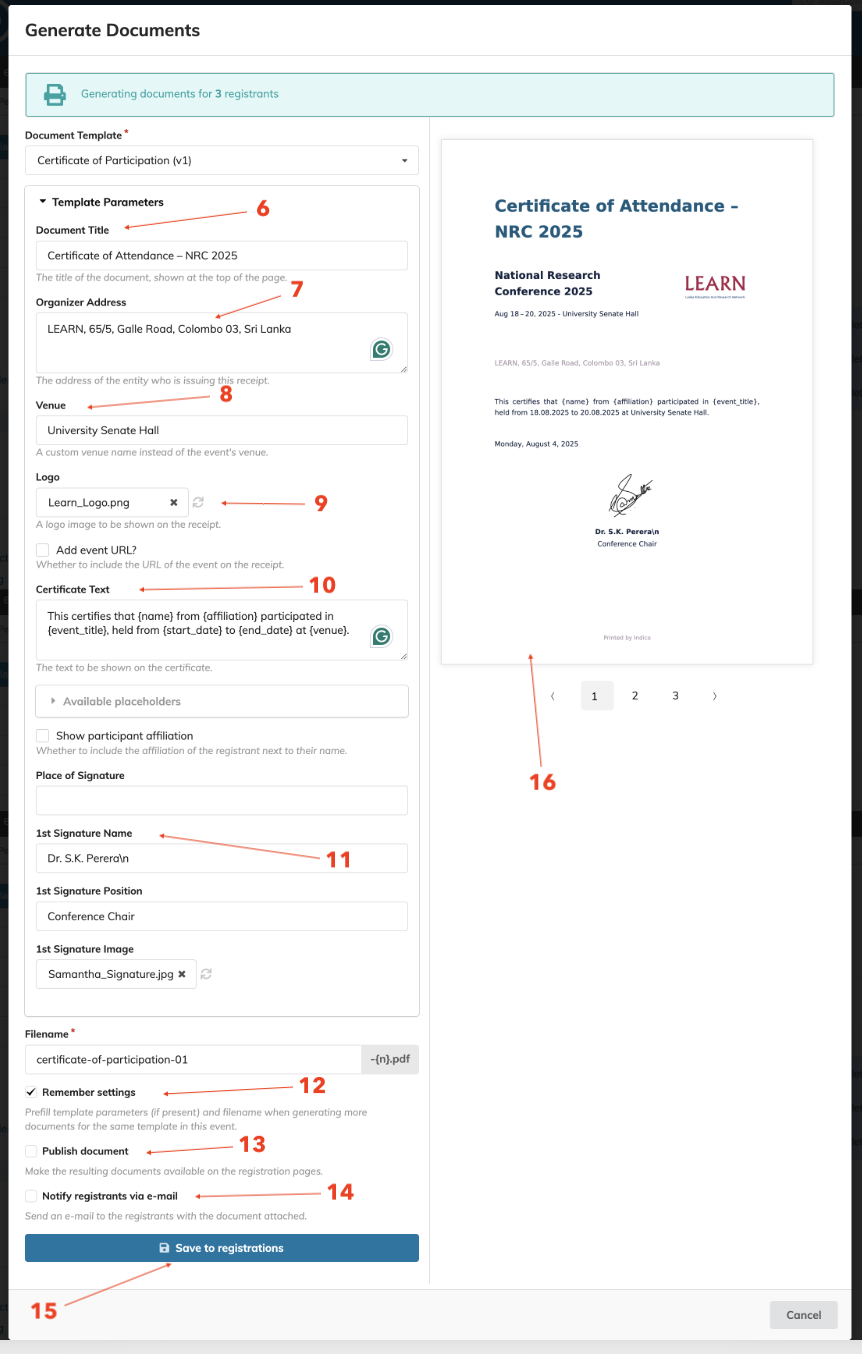 Generate Documents
Generating documents for 3 registrants
Document Template *
Certificate of Participation (v1)
Template Parameters
6
Document Title
Certificate of Attendance – NRC 2025
The title of the document, shown at the top of the page.
7
Organizer Address
LEARN, 65/5, Galle Road, Colombo 03, Sri Lanka
The address of the entity who is issuing this receipt.
8
Venue
University Senate Hall
A custom venue name instead of the event's venue.
Logo
Learn_Logo.png
9
A logo image to be shown on the receipt.
Add event URL?
Whether to include the URL of the event on the receipt.
10
Certificate Text
This certifies that {name} from {affiliation} participated in
{event_title}, held from {start_date} to {end_date} at {venue}.
The text to be shown on the certificate.
Available placeholders
Show participant affiliation
Whether to include the affiliation of the registrant next to their name.
Place of Signature
1st Signature Name
11
Dr. S.K. Perera\n
1st Signature Position
Conference Chair
1st Signature Image
Samantha_Signature.jpg
Filename *
certificate-of-participation-01
-{n}.pdf
12
Remember settings
Prefill template parameters (if present) and filename when generating more
documents for the same template in this event.
13
Publish document
Make the resulting documents available on the registration pages.
14
Notify registrants via e-mail
Send an e-mail to the registrants with the document attached.
Save to registrations
15
Certificate of Attendance –
NRC 2025
National Research
Conference 2025
LEARN
Lanka Education And Research Network
Aug 18 – 20, 2025 - University Senate Hall
LEARN, 65/5, Galle Road, Colombo 03, Sri Lanka
This certifies that {name} from {affiliation} participated in {event_title},
held from 18.08.2025 to 20.08.2025 at University Senate Hall.
Monday, August 4, 2025
Dr. S.K. Perera\n
Conference Chair
Printed by Indico
1 2 3
16
Cancel